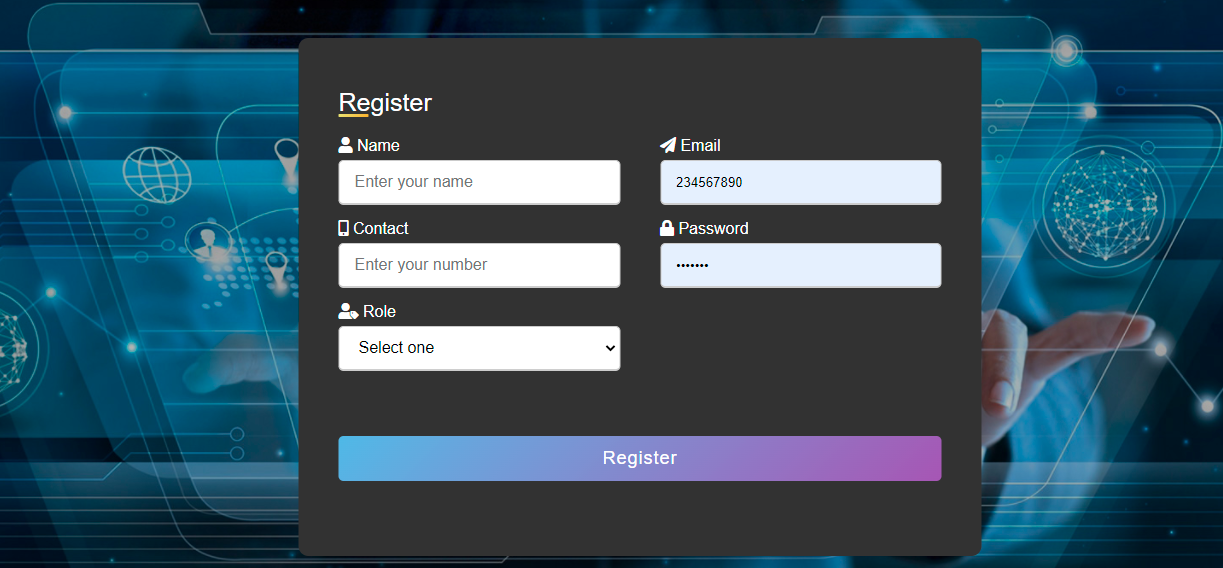 Register
Name
Email
Enter your name
234567890
Contact
Password
Enter your number
•••••••
Role
Select one
Register